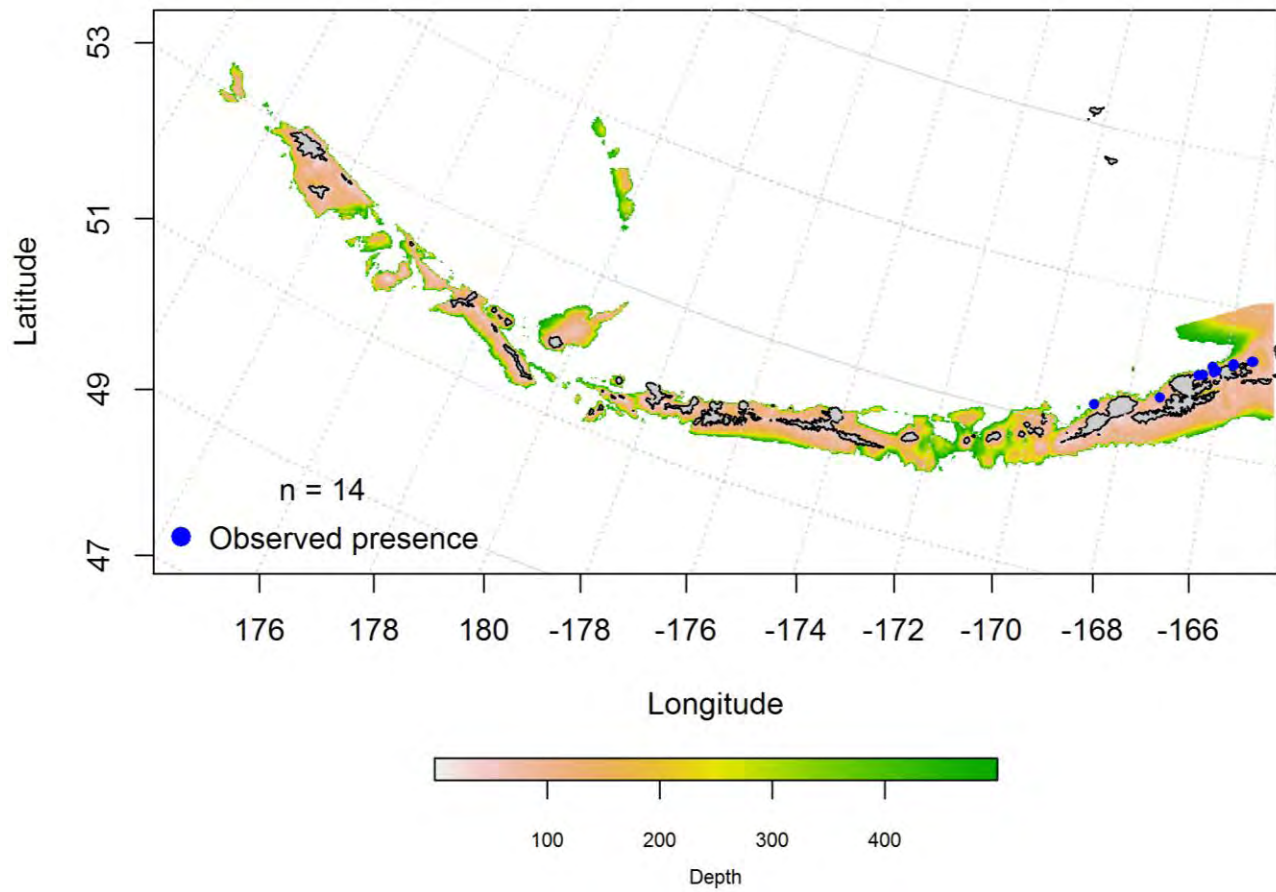 53
51
49
47
Latitude
n = 14
Observed presence
176 178 180 -178 -176 -174 -172 -170 -168 -166
Longitude
100 200 300 400
Depth